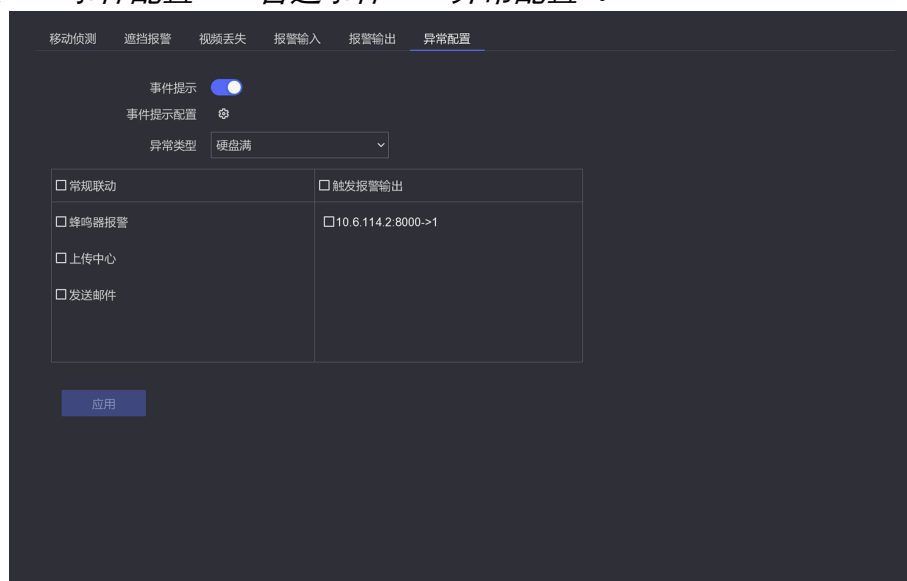 移动侦测 遮挡报警 视频丢失 报警输入 报警输出 异常配置
事件提示
事件提示配置
异常类型 硬盘满
常规联动 触发报警输出
蜂鸣器报警 10.6.114.2:8000->1
上传中心
发送邮件
应用